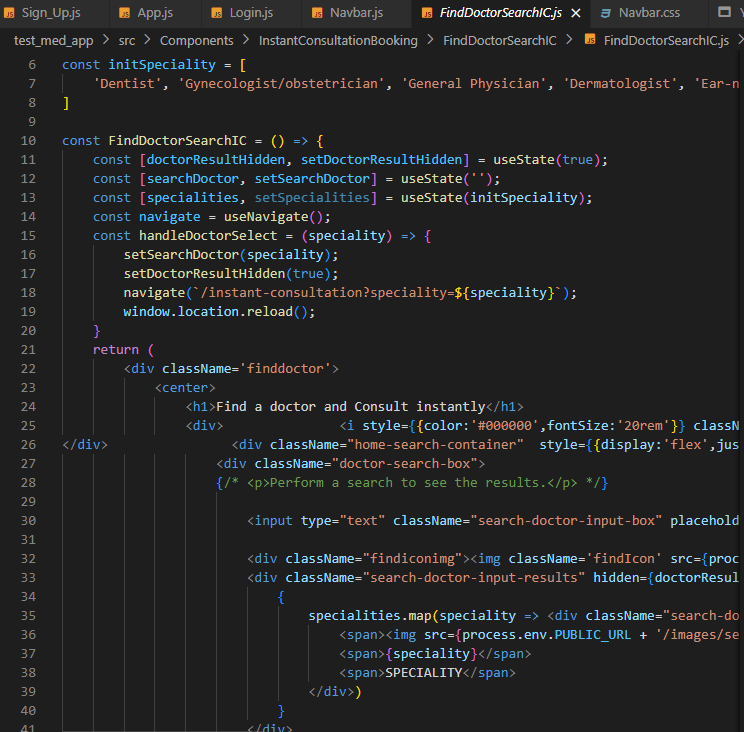 Sign_Up.js App.js Login.js Navbar.js FindDoctorSearchIC.js Navbar.css
test_med_app > src > Components > InstantConsultationBooking > FindDoctorSearchIC > FindDoctorSearchIC.js >
6 const initSpeciality = [
7 'Dentist', 'Gynecologist/obstetrician', 'General Physician', 'Dermatologist', 'Ear-n
8 ]
9
10 const FindDoctorSearchIC = () => {
11 const [doctorResultHidden, setDoctorResultHidden] = useState(true);
12 const [searchDoctor, setSearchDoctor] = useState('');
13 const [specialities, setSpecialities] = useState(initSpeciality);
14 const navigate = useNavigate();
15 const handleDoctorSelect = (speciality) => {
16 setSearchDoctor(speciality);
17 setDoctorResultHidden(true);
18 navigate(`/instant-consultation?speciality=${speciality}`);
19 window.location.reload();
20 }
21 return (
22 <div className='finddoctor'>
23 <center>
24 <h1>Find a doctor and Consult instantly</h1>
25 <div> <i style={{color:'#000000',fontSize:'20rem'}} classN
26 </div> <div className="home-search-container" style={{display:'flex',jus
27 <div className="doctor-search-box">
28 {/* <p>Perform a search to see the results.</p> */}
29
30 <input type="text" className="search-doctor-input-box" placehold
31
32 <div className="findiconimg"><img className='findIcon' src={proc
33 <div className="search-doctor-input-results" hidden={doctorResul
34 {
35 specialities.map(speciality => <div className="search-do
36 <span><img src={process.env.PUBLIC_URL + '/images/se
37 <span>{speciality}</span>
38 <span>SPECIALITY</span>
39 </div>)
40 }
41 </div>